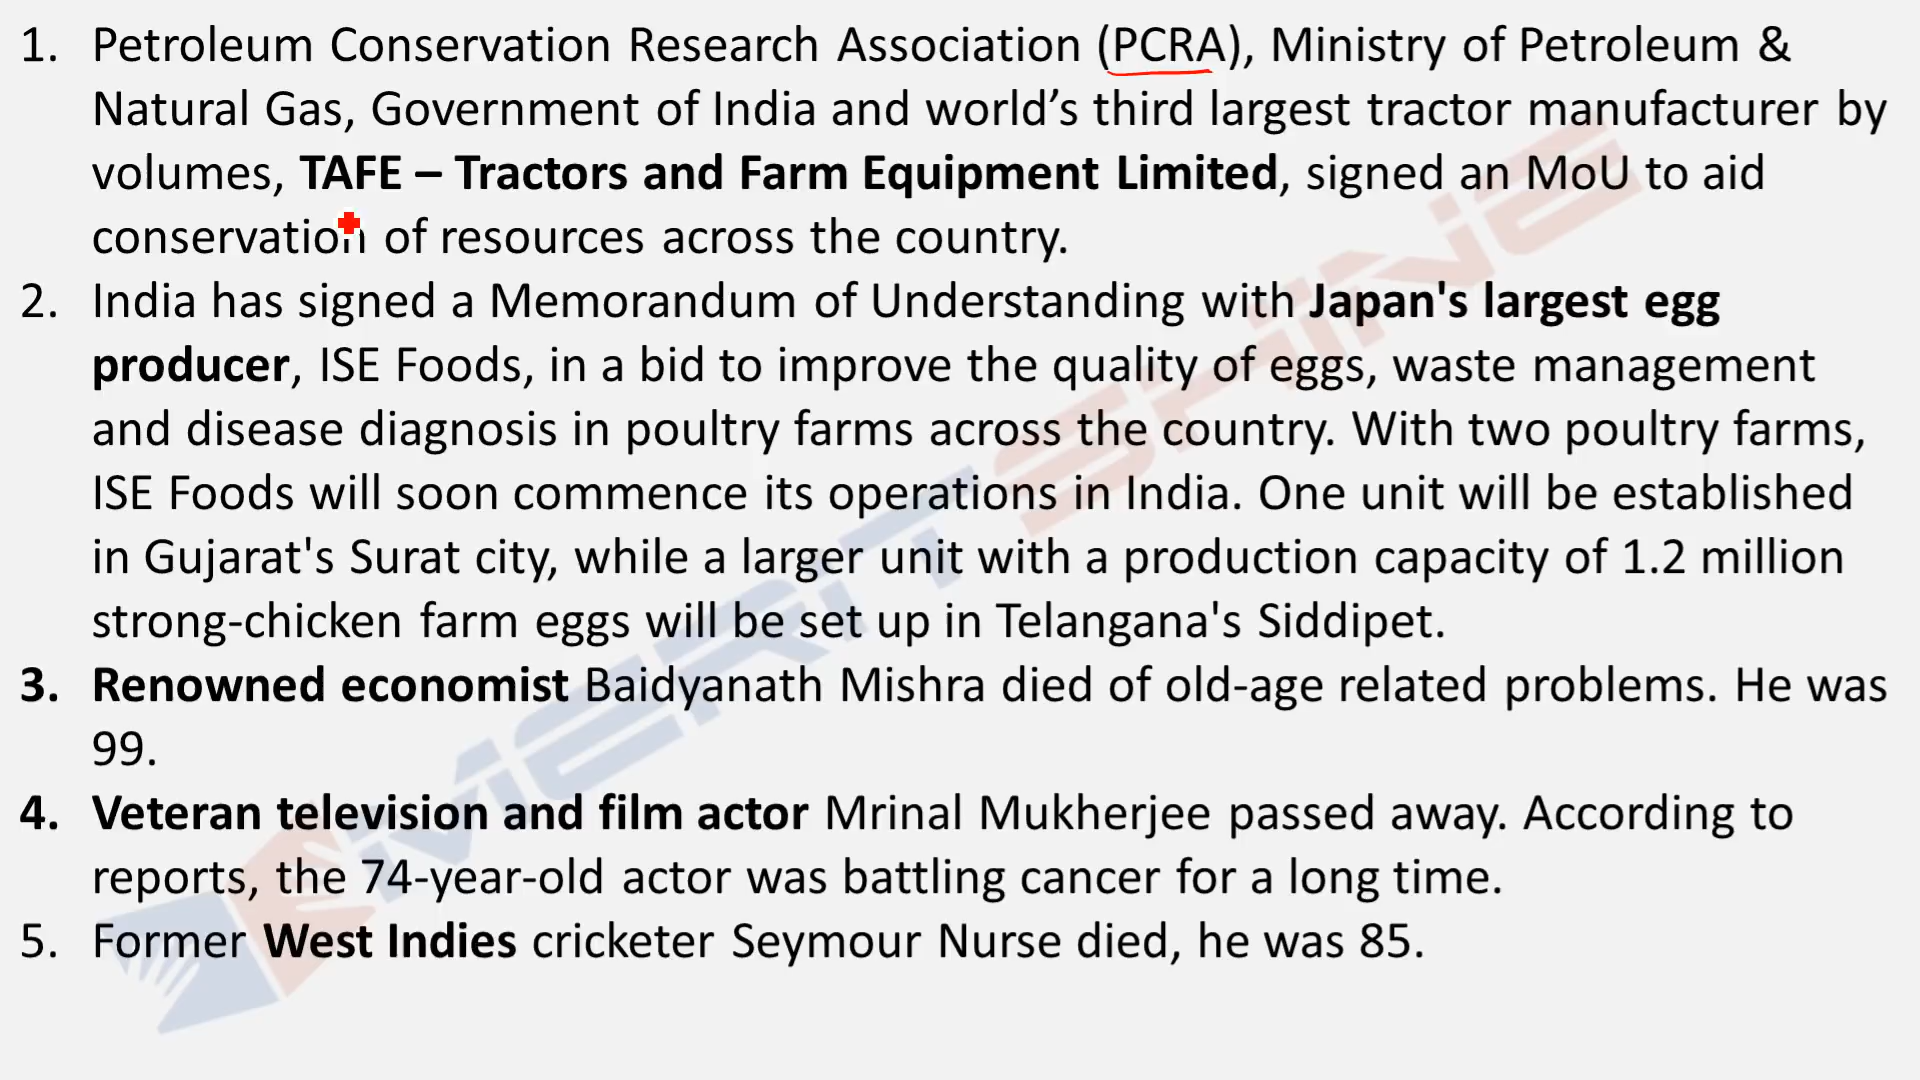 1. Petroleum Conservation Research Association (PCRA), Ministry of Petroleum &
Natural Gas, Government of India and world’s third largest tractor manufacturer by
volumes, TAFE – Tractors and Farm Equipment Limited, signed an MoU to aid
conservation of resources across the country.
2. India has signed a Memorandum of Understanding with Japan's largest egg
producer, ISE Foods, in a bid to improve the quality of eggs, waste management
and disease diagnosis in poultry farms across the country. With two poultry farms,
ISE Foods will soon commence its operations in India. One unit will be established
in Gujarat's Surat city, while a larger unit with a production capacity of 1.2 million
strong-chicken farm eggs will be set up in Telangana's Siddipet.
3. Renowned economist Baidyanath Mishra died of old-age related problems. He was
99.
4. Veteran television and film actor Mrinal Mukherjee passed away. According to
reports, the 74-year-old actor was battling cancer for a long time.
5. Former West Indies cricketer Seymour Nurse died, he was 85.